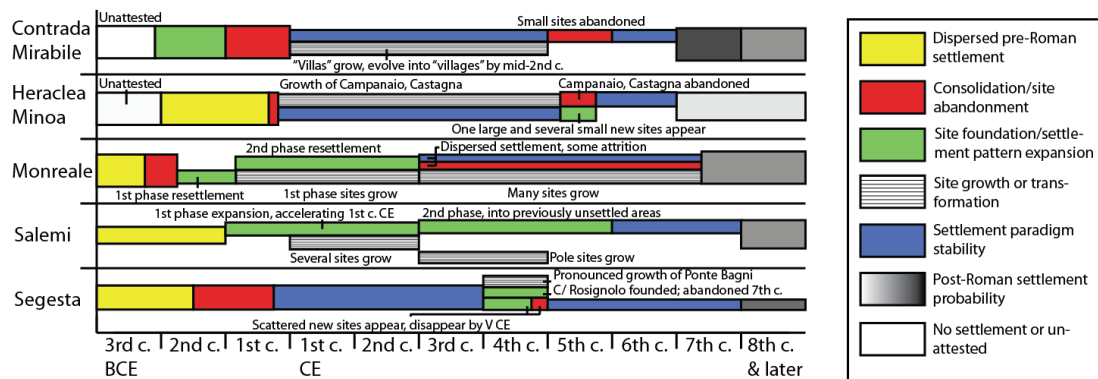 Contrada
Mirabile
Unattested
Small sites abandoned
"Villas" grow, evolve into "villages" by mid-2nd c.
Heraclea
Minoa
Unattested
Growth of Campanaio, Castagna
Campanaio, Castagna abandoned
One large and several small new sites appear
Monreale
2nd phase resettlement
Dispersed settlement, some attrition
1st phase resettlement
1st phase sites grow
Many sites grow
Salemi
1st phase expansion, accelerating 1st c. CE
2nd phase, into previously unsettled areas
Several sites grow
Pole sites grow
Segesta
Pronounced growth of Ponte Bagni
C/ Rosignolo founded; abandoned 7th c.
Scattered new sites appear, disappear by V CE
3rd c. 2nd c. 1st c. 1st c. 2nd c. 3rd c. 4th c. 5th c. 6th c. 7th c. 8th c.
BCE CE & later
Dispersed pre-Roman
settlement
Consolidation/site
abandonment
Site foundation/settle-
ment pattern expansion
Site growth or trans-
formation
Settlement paradigm
stability
Post-Roman settlement
probability
No settlement or un-
attested